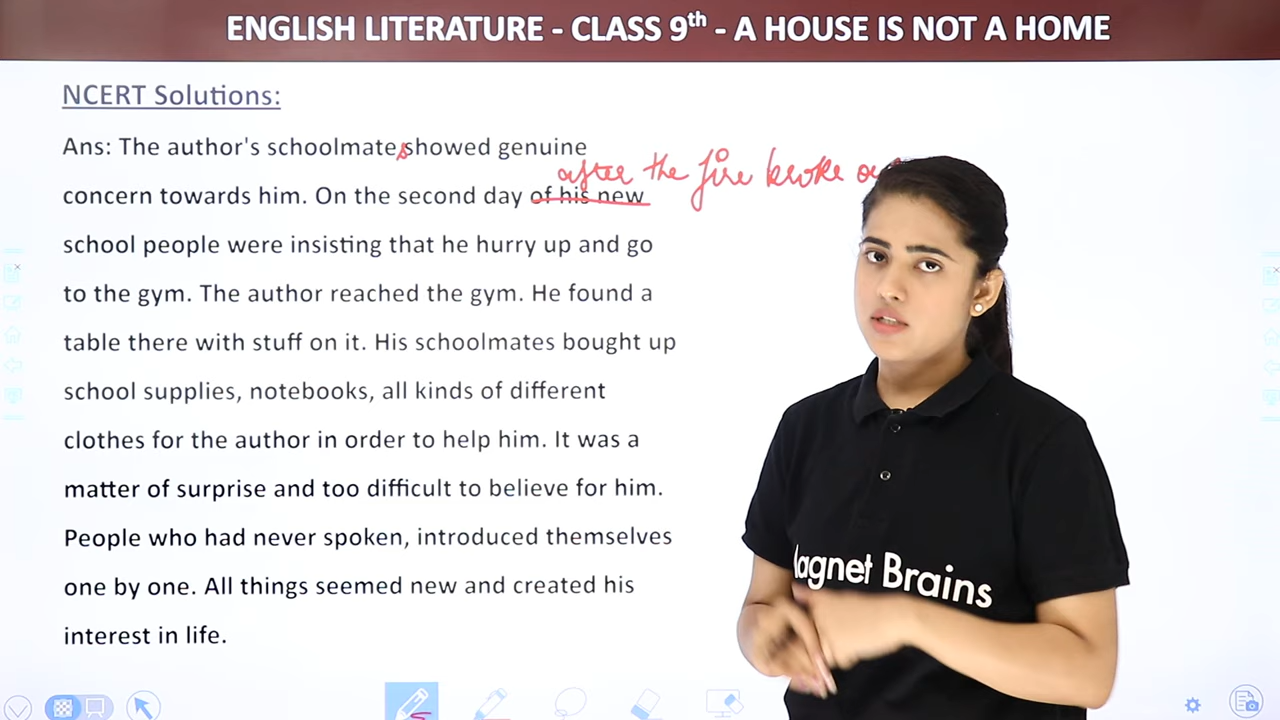 ENGLISH LITERATURE - CLASS 9th - A HOUSE IS NOT A HOME
NCERT Solutions:
Ans: The author's schoolmates showed genuine
after the fire broke
concern towards him. On the second day of his new
school people were insisting that he hurry up and go
to the gym. The author reached the gym. He found a
table there with stuff on it. His schoolmates bought up
school supplies, notebooks, all kinds of different
clothes for the author in order to help him. It was a
matter of surprise and too difficult to believe for him.
People who had never spoken, introduced themselves
one by one. All things seemed new and created his
interest in life.
agnet Brains